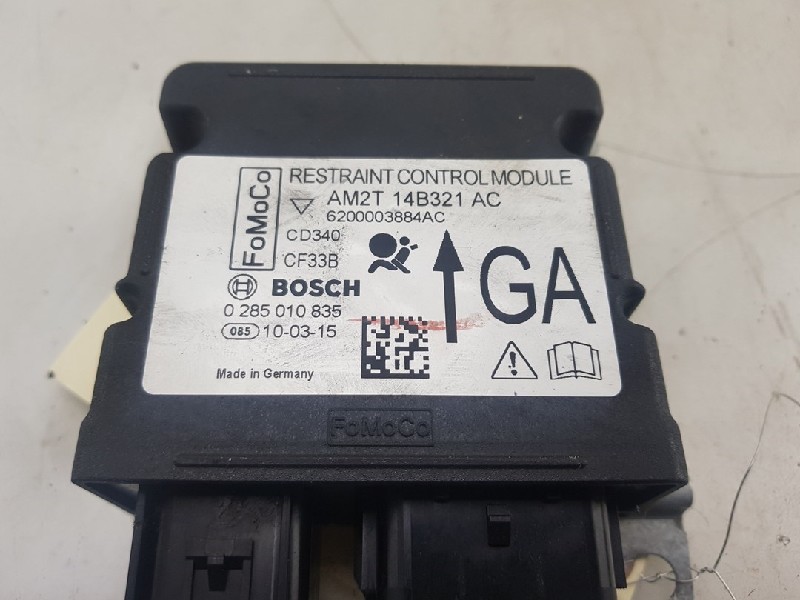 FoMoCo
RESTRAINT CONTROL MODULE
AM2T 14B321 AC
6200003884AC
CD340
CF33B
GA
BOSCH
0 285 010 835
085 10-03-15
Made in Germany
FoMoCo